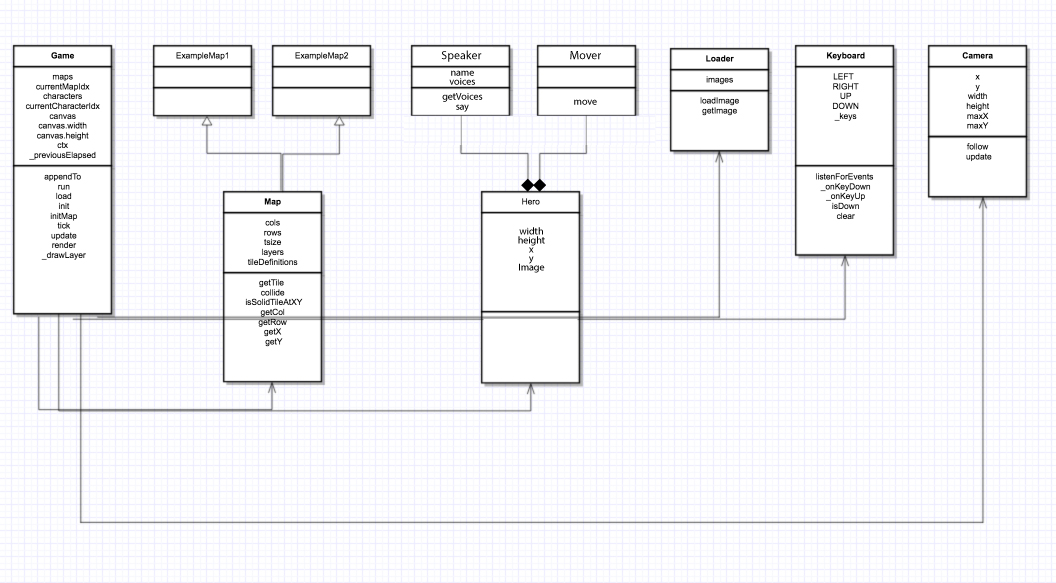 Game
maps
currentMapIdx
characters
currentCharacterIdx
canvas
canvas.width
canvas.height
ctx
_previousElapsed
appendTo
run
load
init
initMap
tick
update
render
_drawLayer
ExampleMap1
ExampleMap2
Map
cols
rows
tsize
layers
tileDefinitions
getTile
collide
isSolidTileAtXY
getCol
getRow
getX
getY
Speaker
name
voices
getVoices
say
Mover
move
Hero
width
height
x
y
Image
Loader
images
loadImage
getImage
Keyboard
LEFT
RIGHT
UP
DOWN
_keys
listenForEvents
_onKeyDown
_onKeyUp
isDown
clear
Camera
x
y
width
height
maxX
maxY
follow
update